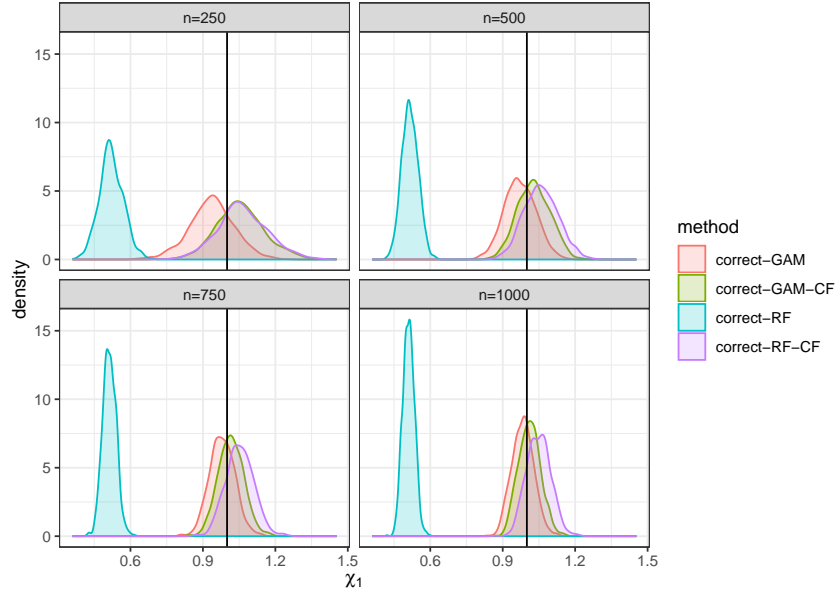 n=250
n=500
15
10
5
0
n=750
n=1000
15
10
5
0
0.6
0.9
1.2
1.5
0.6
0.9
1.2
1.5
density
χ₁
method
correct−GAM
correct−GAM−CF
correct−RF
correct−RF−CF